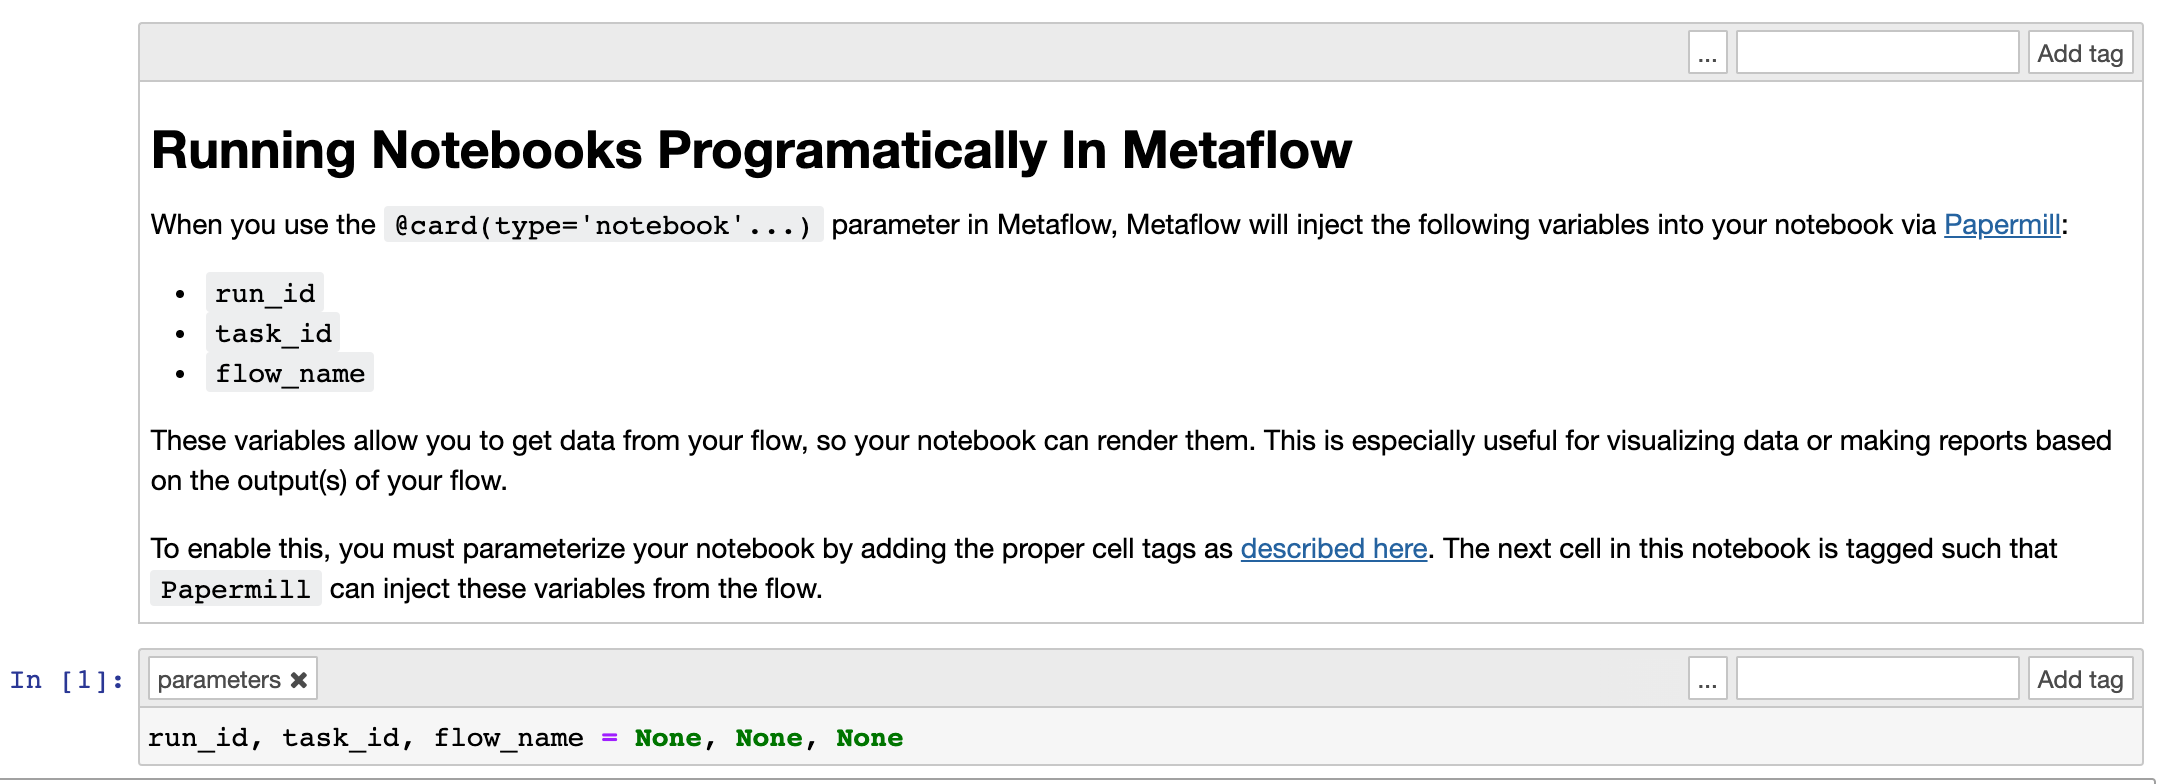 ... Add tag
Running Notebooks Programatically In Metaflow
When you use the @card(type='notebook'...) parameter in Metaflow, Metaflow will inject the following variables into your notebook via Papermill:
• run_id
• task_id
• flow_name
These variables allow you to get data from your flow, so your notebook can render them. This is especially useful for visualizing data or making reports based
on the output(s) of your flow.
To enable this, you must parameterize your notebook by adding the proper cell tags as described here. The next cell in this notebook is tagged such that
Papermill can inject these variables from the flow.
In [1]: parameters ✖ ... Add tag
run_id, task_id, flow_name = None, None, None